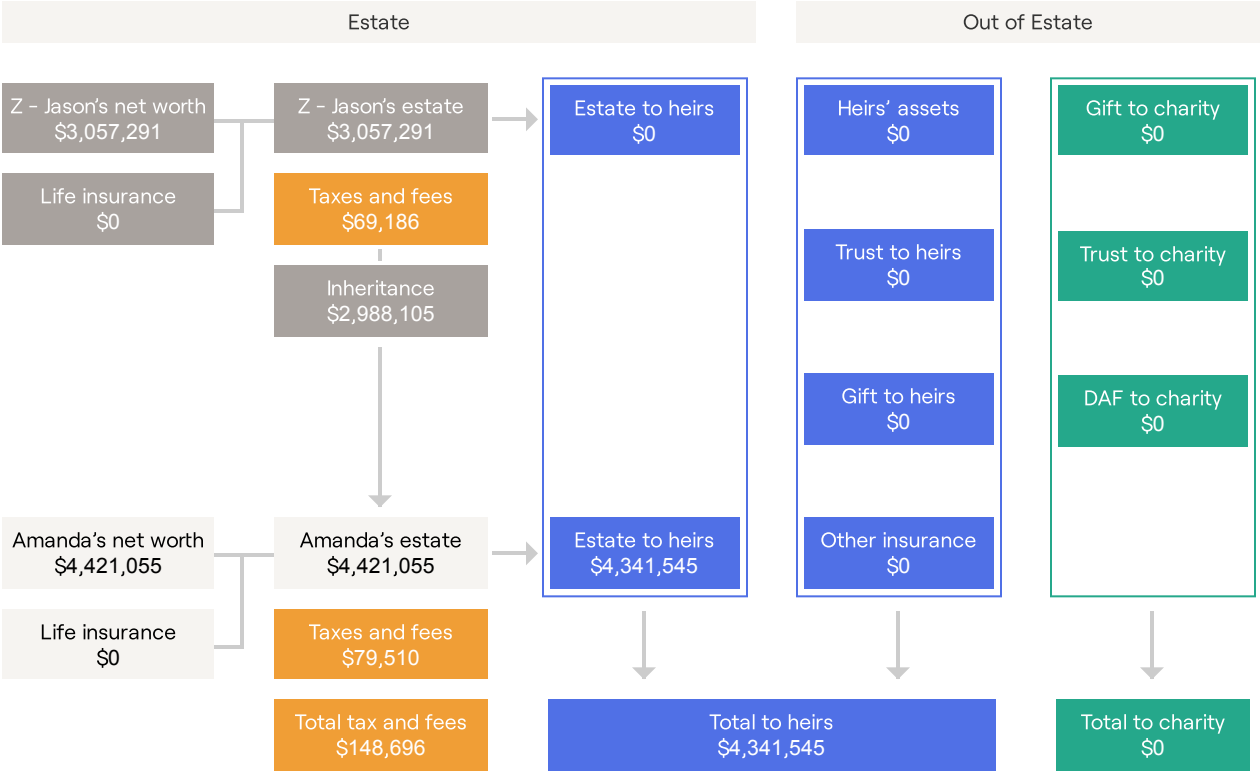 Estate
Out of Estate
Z – Jason’s net worth
$3,057,291
Z – Jason’s estate
$3,057,291
Estate to heirs
$0
Heirs’ assets
$0
Gift to charity
$0
Life insurance
$0
Taxes and fees
$69,186
Inheritance
$2,988,105
Trust to heirs
$0
Trust to charity
$0
Gift to heirs
$0
DAF to charity
$0
Amanda’s net worth
$4,421,055
Amanda’s estate
$4,421,055
Estate to heirs
$4,341,545
Other insurance
$0
Life insurance
$0
Taxes and fees
$79,510
Total tax and fees
$148,696
Total to heirs
$4,341,545
Total to charity
$0